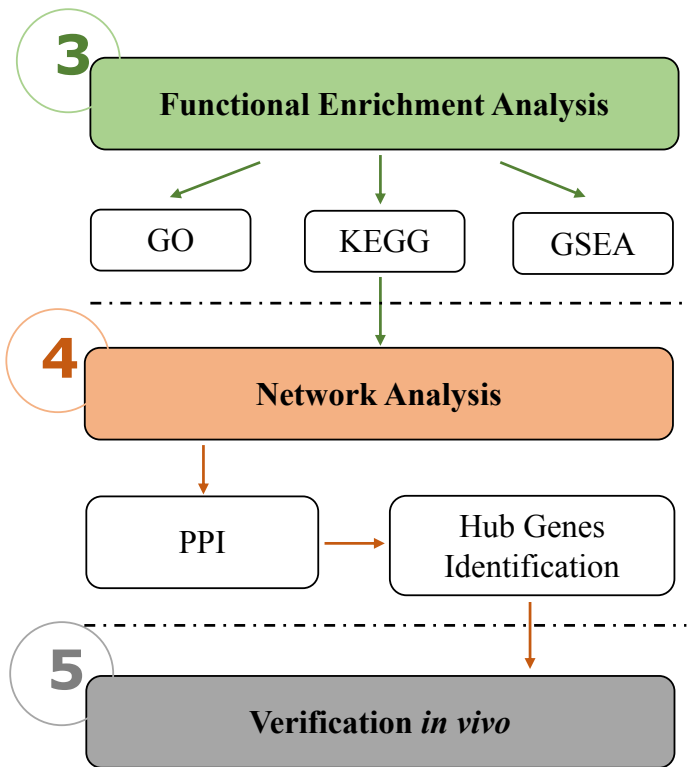 3
Functional Enrichment Analysis
GO
KEGG
GSEA
4
Network Analysis
PPI
Hub Genes
Identification
5
Verification in vivo